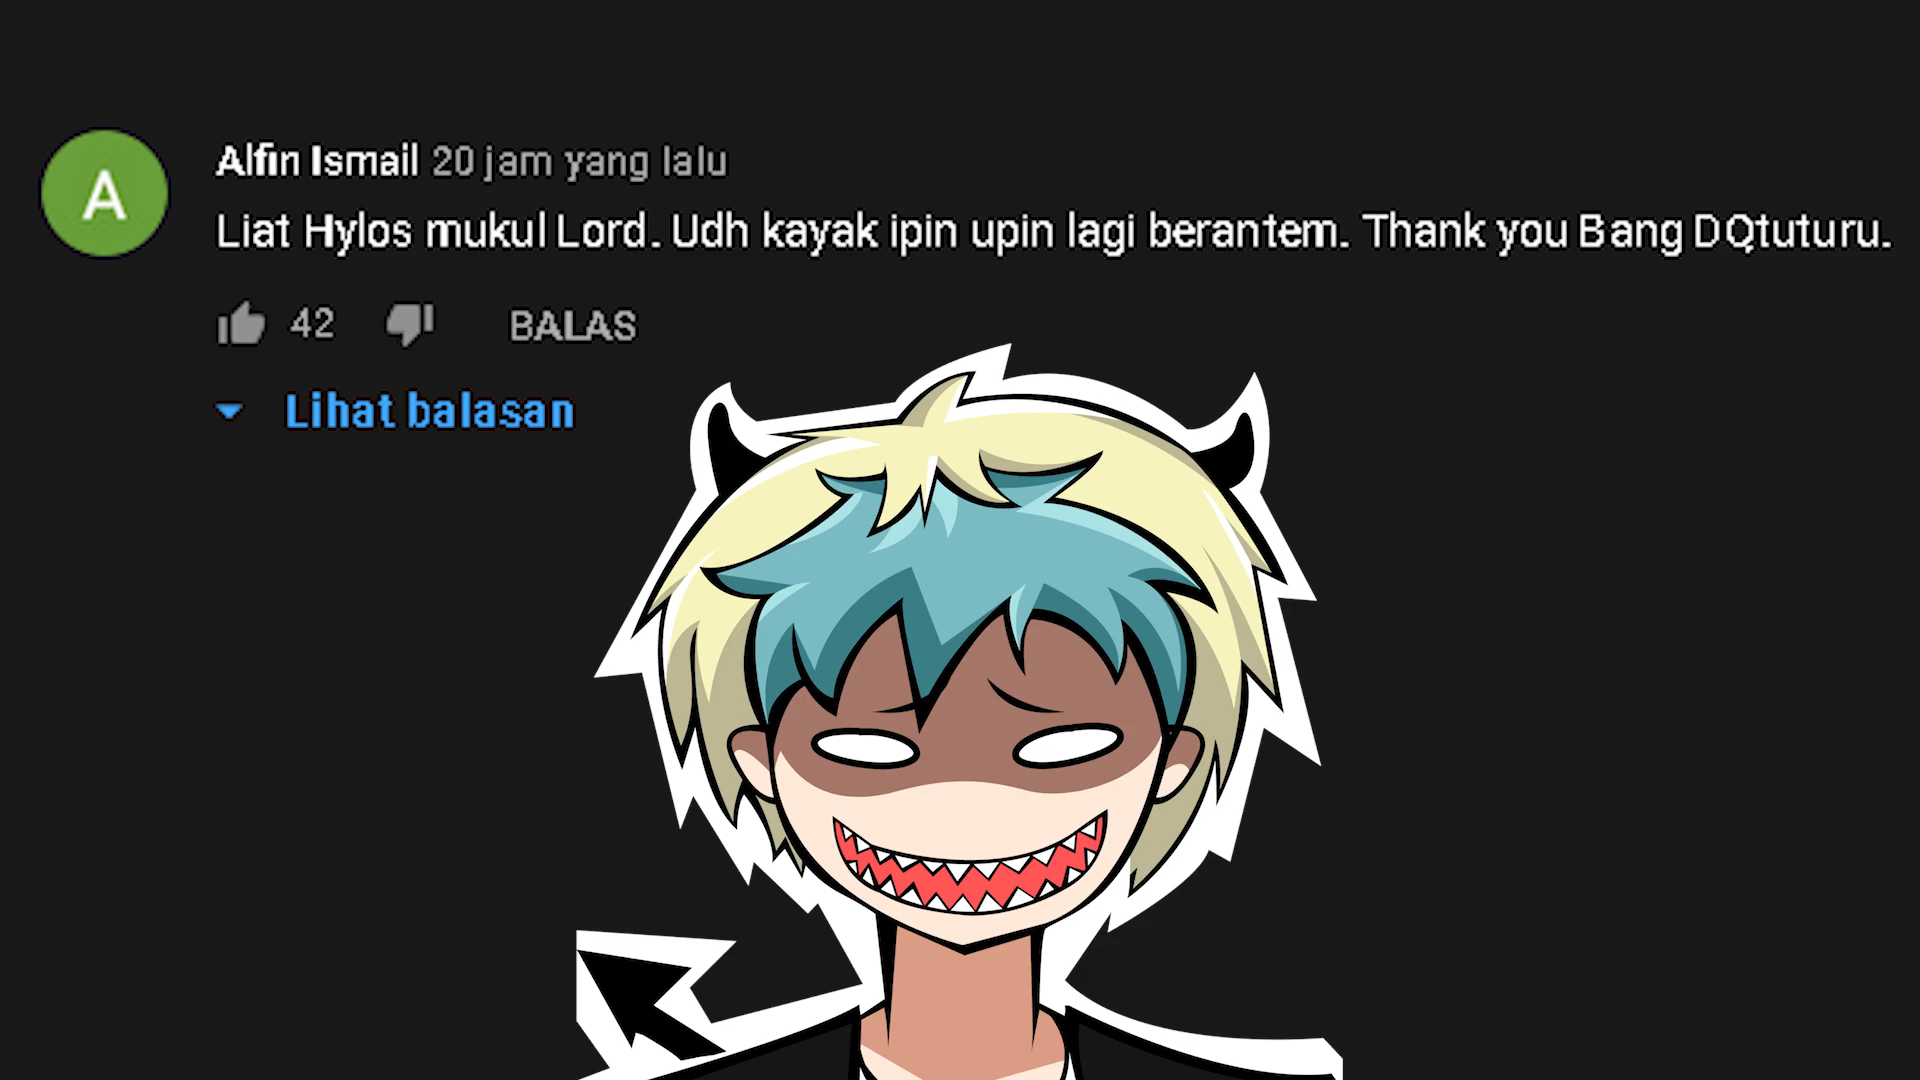 A
Alfin Ismail 20 jam yang lalu
Liat Hylos mukul Lord. Udh kayak ipin upin lagi berantem. Thank you Bang DQtuturu.
42 BALAS
Lihat balasan